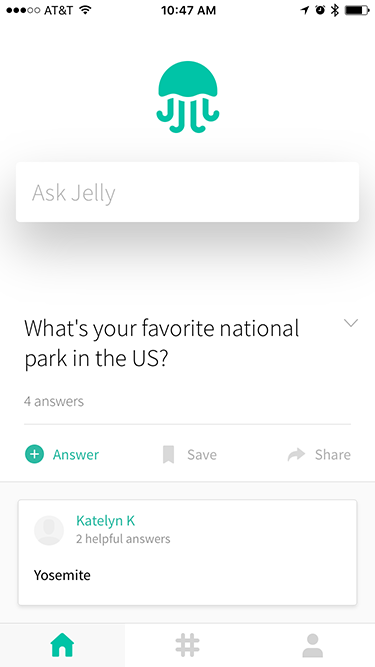 AT&T 10:47 AM
Ask Jelly
What's your favorite national
park in the US?
4 answers
Answer Save Share
Katelyn K
2 helpful answers
Yosemite